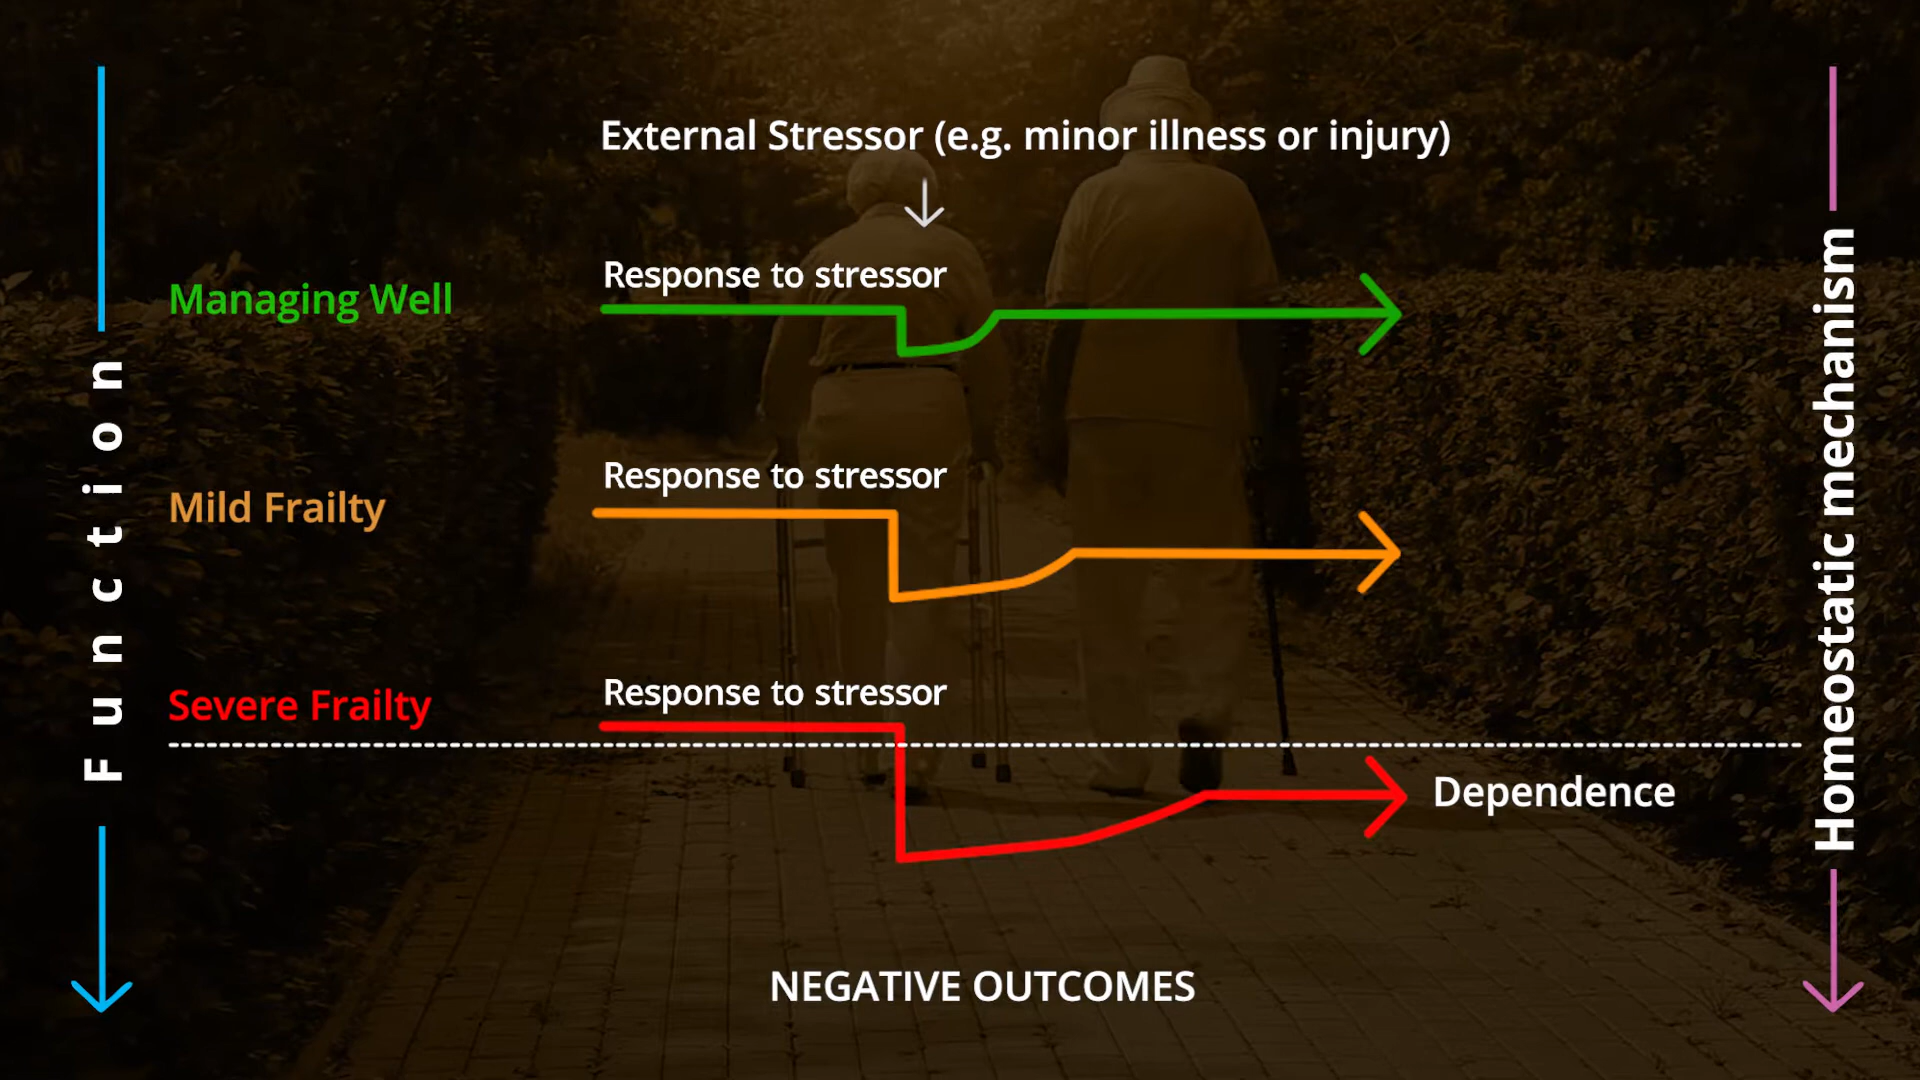 External Stressor (e.g. minor illness or injury)
Response to stressor
Managing Well
Response to stressor
Mild Frailty
Response to stressor
Severe Frailty
Dependence
NEGATIVE OUTCOMES
Function
Homeostatic mechanism